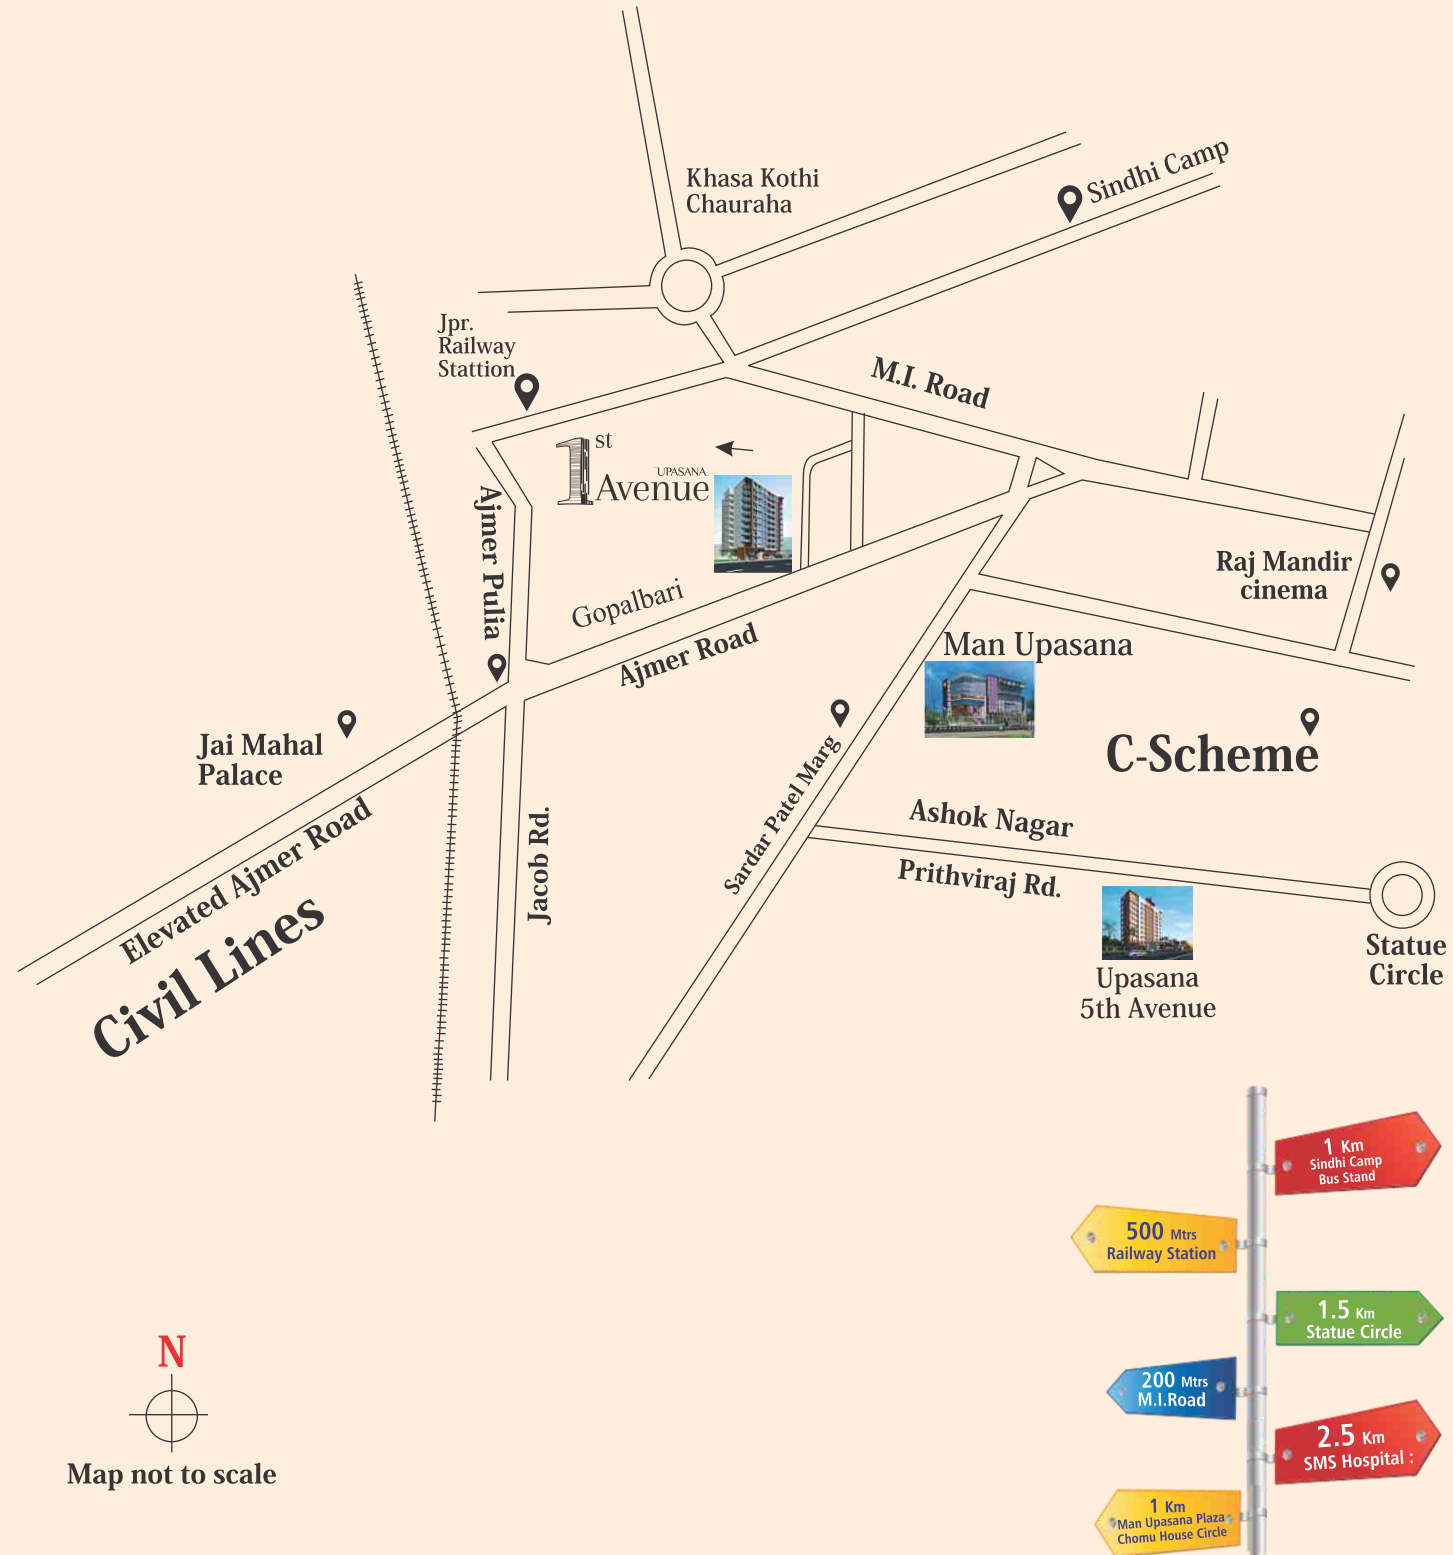 Khasa Kothi
Chauraha
Sindhi Camp
Jpr.
Railway
Stattion
M.I. Road
1st
UPASANA
Avenue
Ajmer Pulia
Gopalbari
Ajmer Road
Raj Mandir
cinema
Man Upasana
Jai Mahal
Palace
C-Scheme
Sardar Patel Marg
Elevated Ajmer Road
Jacob Rd.
Ashok Nagar
Prithviraj Rd.
Civil Lines
Statue
Circle
Upasana
5th Avenue
1 Km
Sindhi Camp
Bus Stand
500 Mtrs
Railway Station
1.5 Km
Statue Circle
200 Mtrs
M.I.Road
2.5 Km
SMS Hospital :
1 Km
Man Upasana Plaza
Chomu House Circle
N
Map not to scale